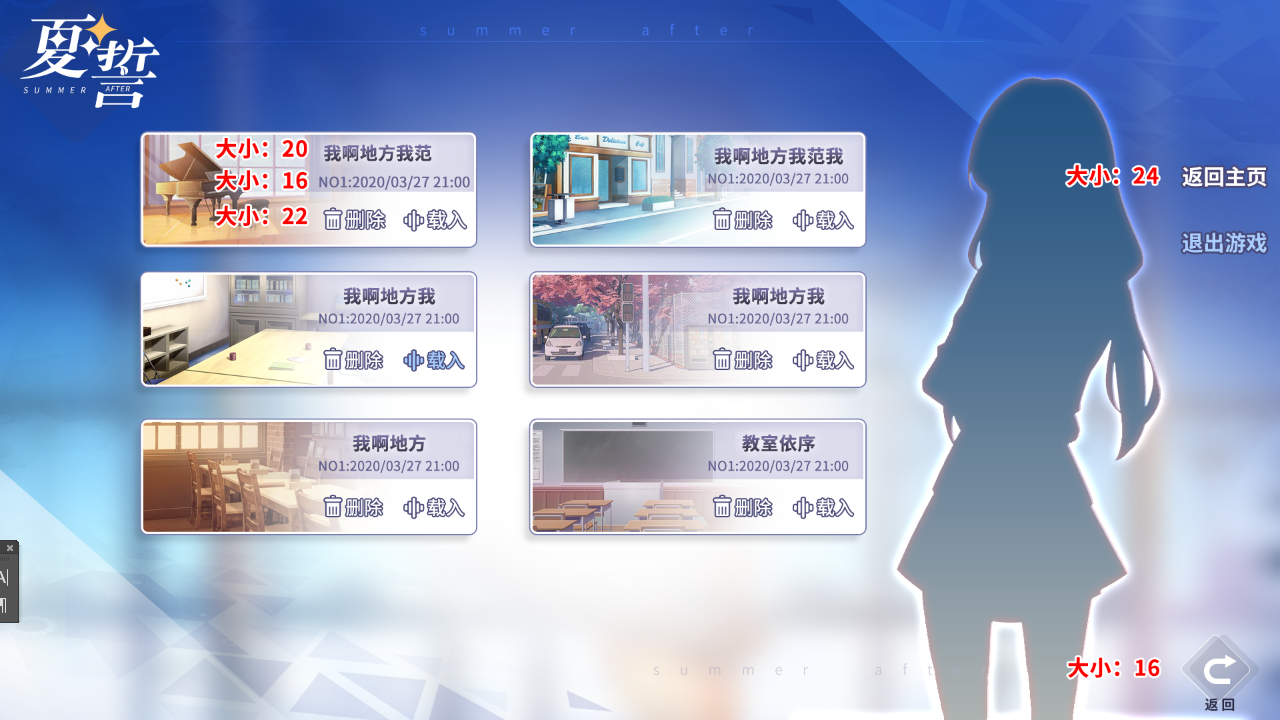 夏誓
SUMMER AFTER
summer after
大小：20
我啊地方我范
大小：16
NO1:2020/03/27 21:00
大小：22
删除 载入
我啊地方我范我
NO1:2020/03/27 21:00
删除 载入
大小：24
返回主页
退出游戏
我啊地方我
NO1:2020/03/27 21:00
删除 载入
我啊地方我
NO1:2020/03/27 21:00
删除 载入
我啊地方
NO1:2020/03/27 21:00
删除 载入
教室依序
NO1:2020/03/27 21:00
删除 载入
summer afte
大小：16
返回